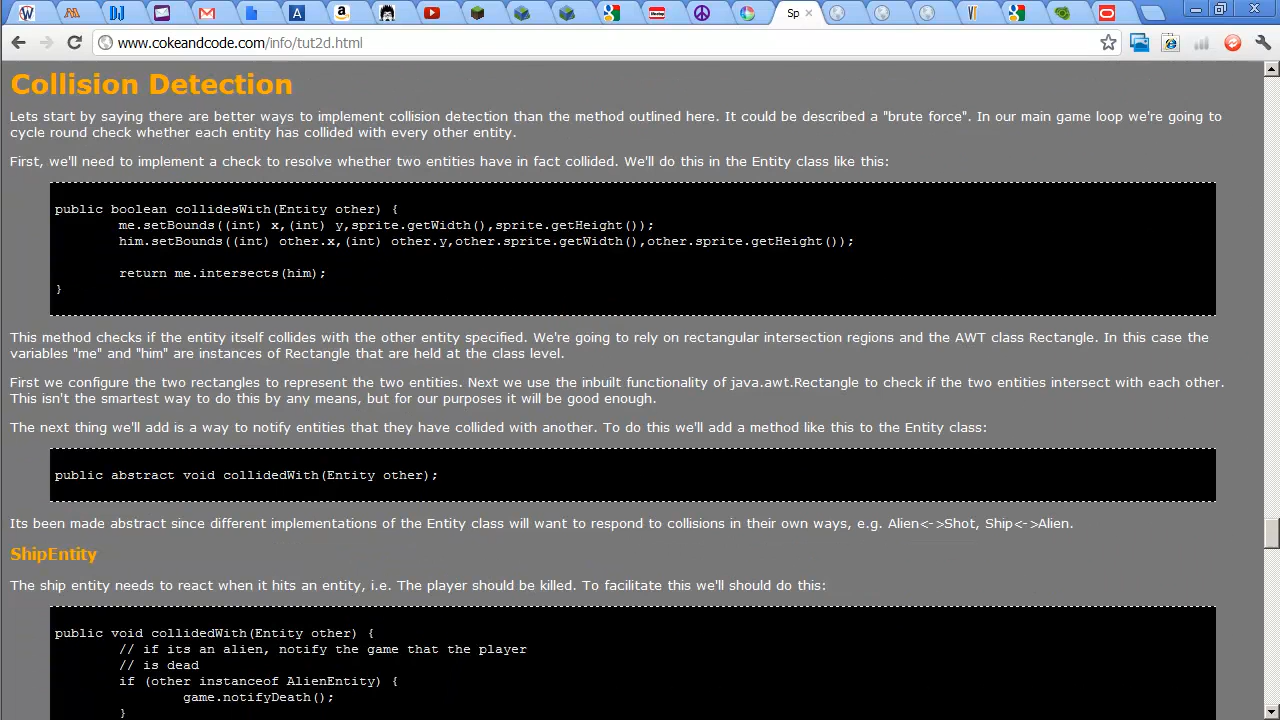 Sp
www.cokeandcode.com/info/tut2d.html
Collision Detection
Lets start by saying there are better ways to implement collision detection than the method outlined here. It could be described a "brute force". In our main game loop we're going to
cycle round check whether each entity has collided with every other entity.
First, we'll need to implement a check to resolve whether two entities have in fact collided. We'll do this in the Entity class like this:
public boolean collidesWith(Entity other) {
me.setBounds((int) x,(int) y,sprite.getWidth(),sprite.getHeight());
him.setBounds((int) other.x,(int) other.y,other.sprite.getWidth(),other.sprite.getHeight());
return me.intersects(him);
}
This method checks if the entity itself collides with the other entity specified. We're going to rely on rectangular intersection regions and the AWT class Rectangle. In this case the
variables "me" and "him" are instances of Rectangle that are held at the class level.
First we configure the two rectangles to represent the two entities. Next we use the inbuilt functionality of java.awt.Rectangle to check if the two entities intersect with each other.
This isn't the smartest way to do this by any means, but for our purposes it will be good enough.
The next thing we'll add is a way to notify entities that they have collided with another. To do this we'll add a method like this to the Entity class:
public abstract void collidedWith(Entity other);
Its been made abstract since different implementations of the Entity class will want to respond to collisions in their own ways, e.g. Alien<->Shot, Ship<->Alien.
ShipEntity
The ship entity needs to react when it hits an entity, i.e. The player should be killed. To facilitate this we'll should do this:
public void collidedWith(Entity other) {
// if its an alien, notify the game that the player
// is dead
if (other instanceof AlienEntity) {
game.notifyDeath();
}